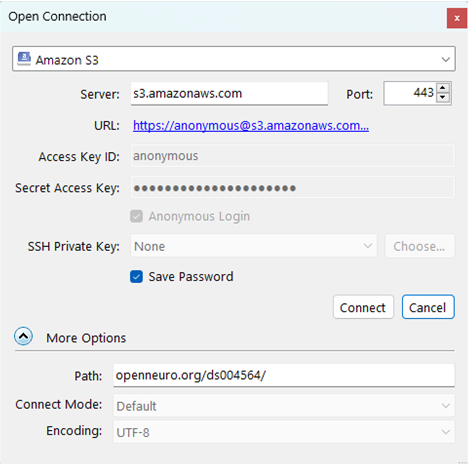 Open Connection
Amazon S3
Server: s3.amazonaws.com Port: 443
URL: https://anonymous@s3.amazonaws.com...
Access Key ID: anonymous
Secret Access Key: ●●●●●●●●●●●●●●●●●●●●●
Anonymous Login
SSH Private Key: None Choose...
Save Password
Connect Cancel
More Options
Path: openneuro.org/ds004564/
Connect Mode: Default
Encoding: UTF-8